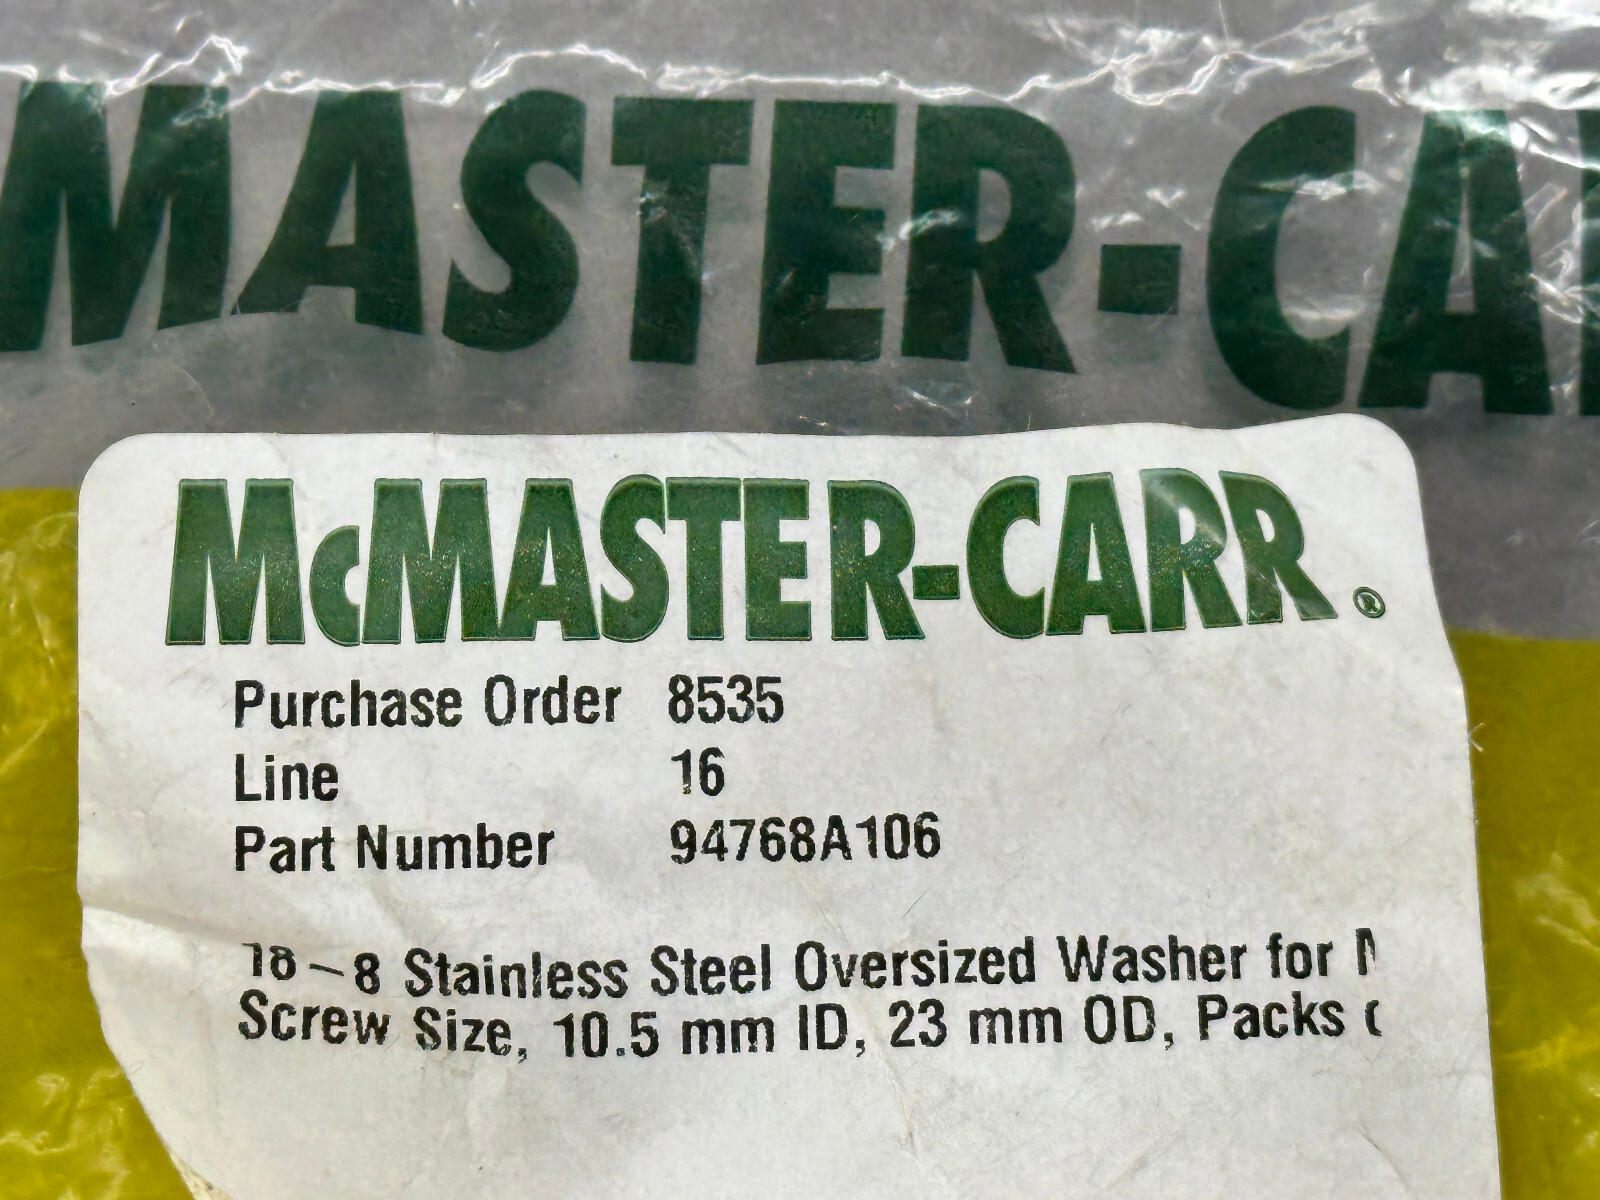 MASTER-CA
McMASTER-CARR®
Purchase Order 8535
Line 16
Part Number 94768A106
18-8 Stainless Steel Oversized Washer for
Screw Size, 10.5 mm ID, 23 mm OD, Packs